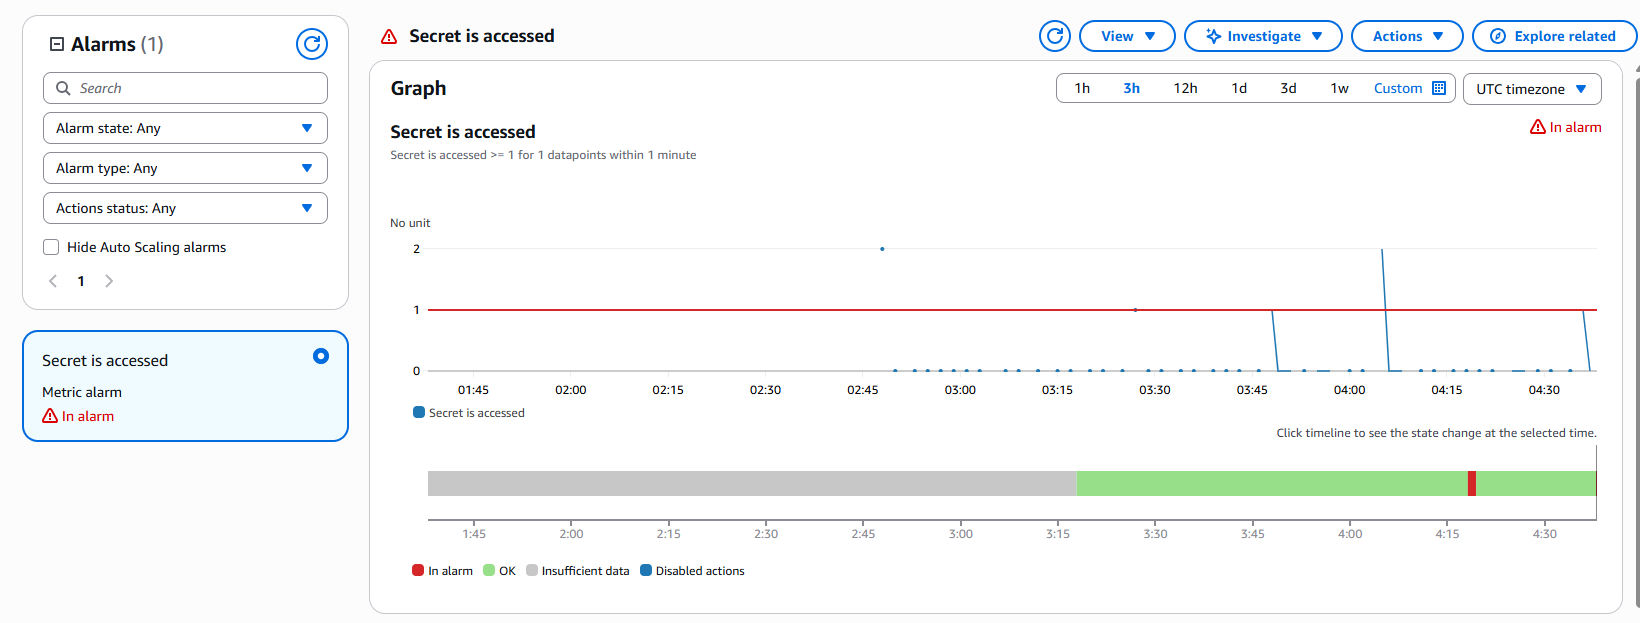 Alarms (1)
Search
Alarm state: Any
Alarm type: Any
Actions status: Any
Hide Auto Scaling alarms
1
Secret is accessed
Metric alarm
In alarm
Secret is accessed
View
Investigate
Actions
Explore related
Graph
1h 3h 12h 1d 3d 1w Custom
UTC timezone
Secret is accessed
In alarm
Secret is accessed >= 1 for 1 datapoints within 1 minute
No unit
2
1
0
01:45 02:00 02:15 02:30 02:45 03:00 03:15 03:30 03:45 04:00 04:15 04:30
Secret is accessed
Click timeline to see the state change at the selected time.
1:45 2:00 2:15 2:30 2:45 3:00 3:15 3:30 3:45 4:00 4:15 4:30
In alarm OK Insufficient data Disabled actions